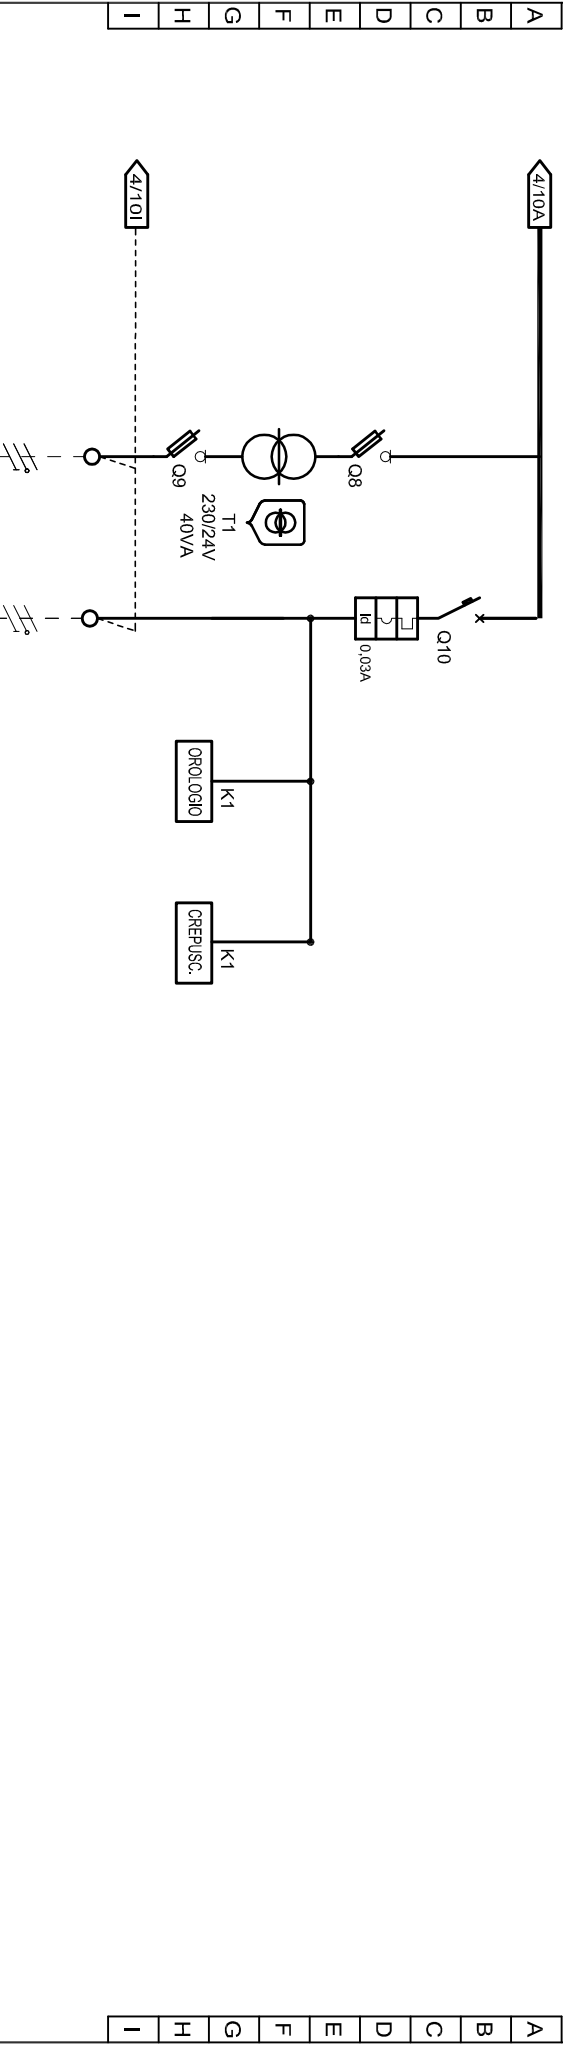 A
B
C
D
E
F
G
H
I
4/10A
4/10I
Q8
Q9
T1
230/24V
40VA
Q10
Id
0,03A
K1
OROLOGIO
K1
CREPUSC.
A
B
C
D
E
F
G
H
I